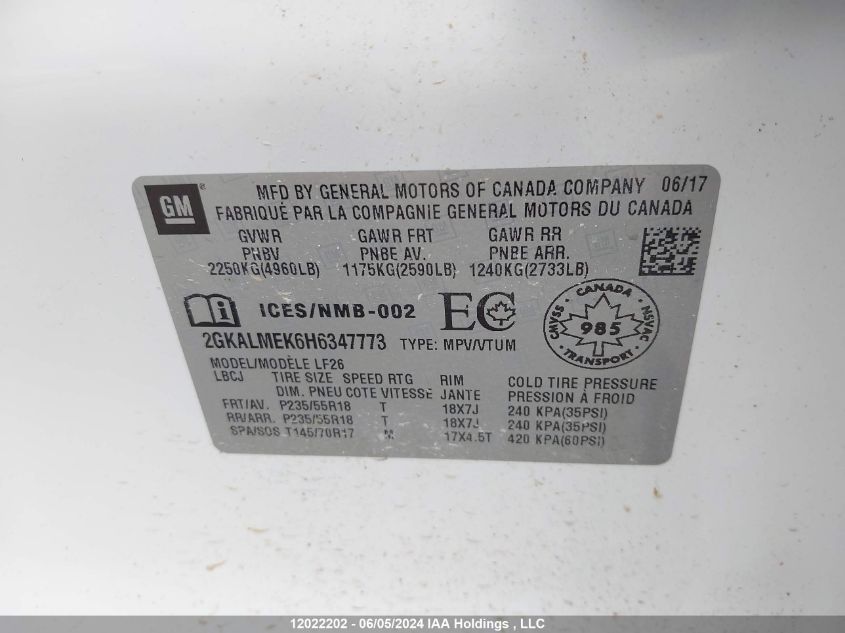 GM ®
MFD BY GENERAL MOTORS OF CANADA COMPANY 06/17
FABRIQUÉ PAR LA COMPAGNIE GENERAL MOTORS DU CANADA
GVWR GAWR FRT GAWR RR
PNBV PNBE AV. PNBE ARR.
2250KG(4960LB) 1175KG(2590LB) 1240KG(2733LB)
ICES/NMB-002 EC
CANADA
CMVSS 985 NSVAC
TRANSPORT
2GKALMEK6H6347773 TYPE: MPV/VTUM
MODEL/MODÈLE LF26
LBCJ TIRE SIZE SPEED RTG RIM COLD TIRE PRESSURE
DIM. PNEU COTE VITESSE JANTE PRESSION À FROID
FRT/AV. P235/55R18 T 18X7J 240 KPA(35PSI)
RR/ARR. P235/55R18 T 18X7J 240 KPA(35PSI)
SPA/SOS T145/70R17 M 17X4.5T 420 KPA(60PSI)
12022202 - 06/05/2024 IAA Holdings , LLC